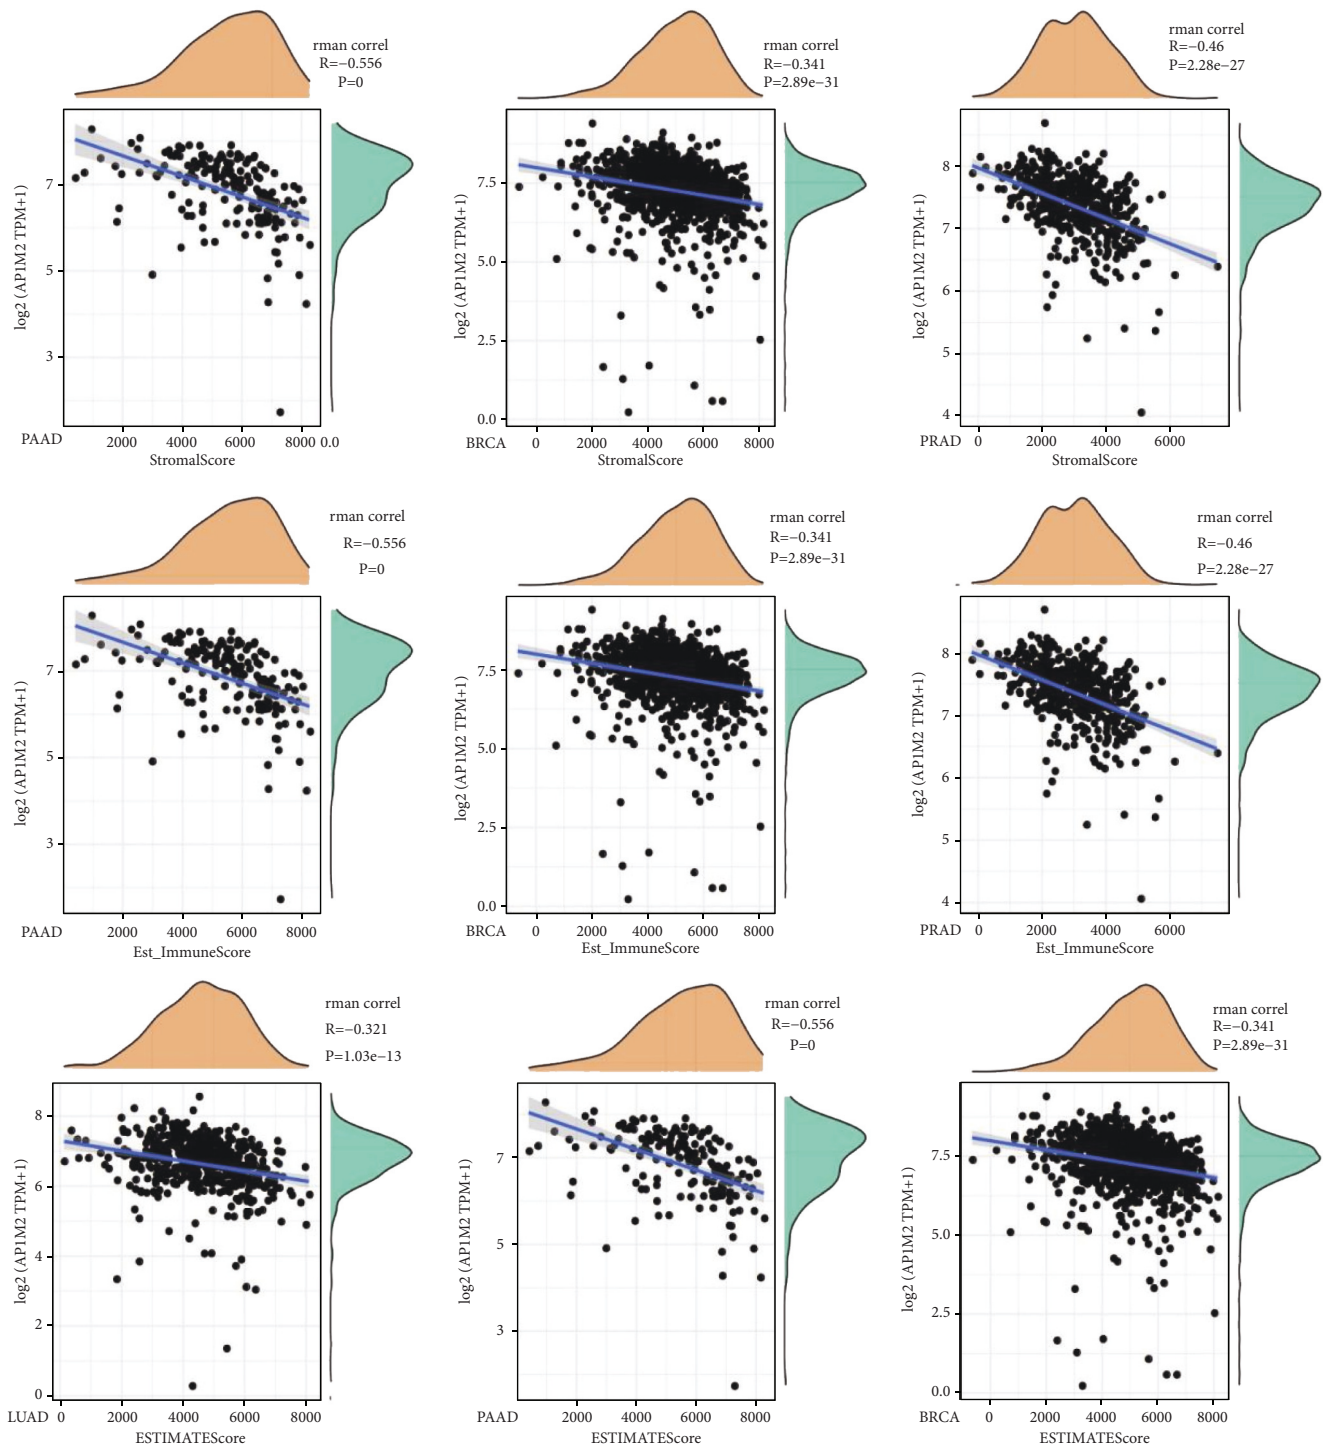 rman correl
R=−0.556
P=0
log2 (AP1M2 TPM+1)
7
5
3
PAAD
2000 4000 6000 8000 0.0
StromalScore
rman correl
R=−0.341
P=2.89e−31
log2 (AP1M2 TPM+1)
7.5
5.0
2.5
0.0
BRCA
0 2000 4000 6000 8000
StromalScore
rman correl
R=−0.46
P=2.28e−27
log2 (AP1M2 TPM+1)
8
7
6
5
4
PRAD
0 2000 4000 6000
StromalScore
rman correl
R=−0.556
P=0
log2 (AP1M2 TPM+1)
7
5
3
PAAD
2000 4000 6000 8000
Est_ImmuneScore
rman correl
R=−0.341
P=2.89e−31
log2 (AP1M2 TPM+1)
7.5
5.0
2.5
0.0
BRCA
0 2000 4000 6000 8000
Est_ImmuneScore
rman correl
R=−0.46
P=2.28e−27
log2 (AP1M2 TPM+1)
8
7
6
5
4
PRAD
0 2000 4000 6000
Est_ImmuneScore
rman correl
R=−0.321
P=1.03e−13
log2 (AP1M2 TPM+1)
8
6
4
2
0
LUAD
0 2000 4000 6000 8000
ESTIMATEScore
rman correl
R=−0.556
P=0
log2 (AP1M2 TPM+1)
7
5
3
PAAD
2000 4000 6000 8000
ESTIMATEScore
rman correl
R=−0.341
P=2.89e−31
log2 (AP1M2 TPM+1)
7.5
5.0
2.5
0.0
BRCA
0 2000 4000 6000 8000
ESTIMATEScore